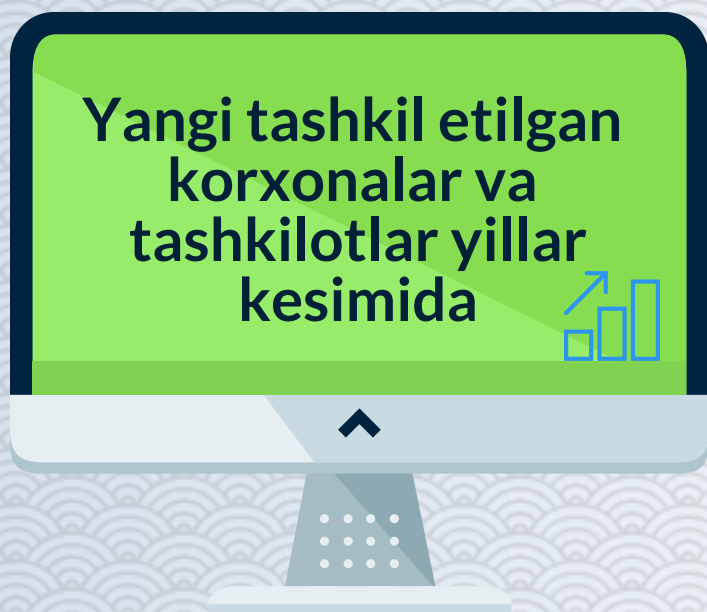 Yangi tashkil etilgan
korxonalar va
tashkilotlar yillar
kesimida